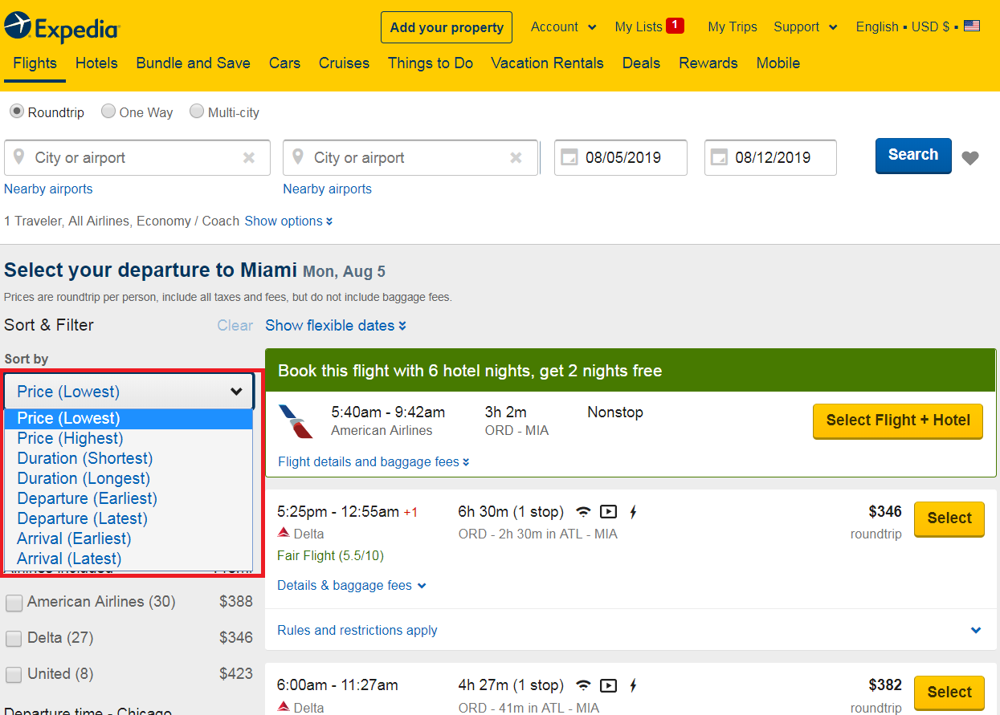 Expedia
Add your property
Account
My Lists 1
My Trips
Support
English ▪ USD $ ▪
Flights
Hotels
Bundle and Save
Cars
Cruises
Things to Do
Vacation Rentals
Deals
Rewards
Mobile
Roundtrip
One Way
Multi-city
City or airport
City or airport
08/05/2019
08/12/2019
Search
Nearby airports
Nearby airports
1 Traveler, All Airlines, Economy / Coach Show options
Select your departure to Miami Mon, Aug 5
Prices are roundtrip per person, include all taxes and fees, but do not include baggage fees.
Sort & Filter
Clear
Show flexible dates
Sort by
Price (Lowest)
Price (Lowest)
Price (Highest)
Duration (Shortest)
Duration (Longest)
Departure (Earliest)
Departure (Latest)
Arrival (Earliest)
Arrival (Latest)
American Airlines (30) $388
Delta (27) $346
United (8) $423
Departure time - Chicago
Book this flight with 6 hotel nights, get 2 nights free
5:40am - 9:42am
American Airlines
3h 2m
ORD - MIA
Nonstop
Select Flight + Hotel
Flight details and baggage fees
5:25pm - 12:55am +1
Delta
Fair Flight (5.5/10)
6h 30m (1 stop)
ORD - 2h 30m in ATL - MIA
$346
roundtrip
Select
Details & baggage fees
Rules and restrictions apply
6:00am - 11:27am
Delta
4h 27m (1 stop)
ORD - 41m in ATL - MIA
$382
roundtrip
Select